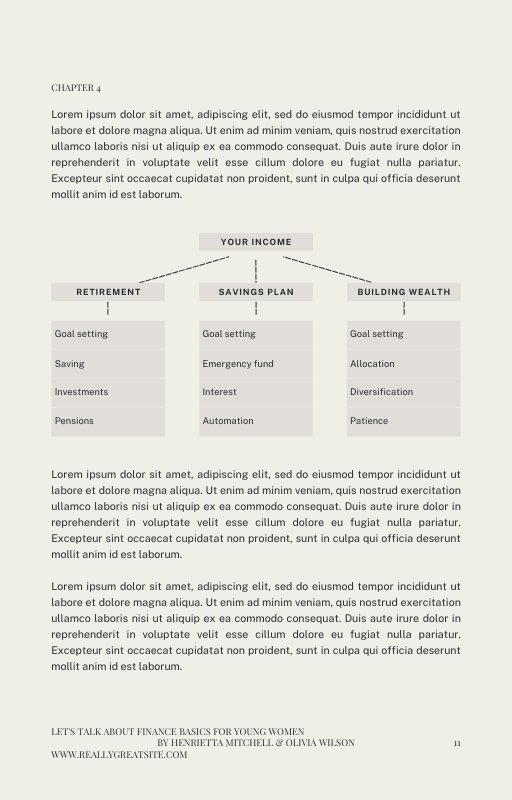 CHAPTER 4
Lorem ipsum dolor sit amet, adipiscing elit, sed do eiusmod tempor incididunt ut
labore et dolore magna aliqua. Ut enim ad minim veniam, quis nostrud exercitation
ullamco laboris nisi ut aliquip ex ea commodo consequat. Duis aute irure dolor in
reprehenderit in voluptate velit esse cillum dolore eu fugiat nulla pariatur.
Excepteur sint occaecat cupidatat non proident, sunt in culpa qui officia deserunt
mollit anim id est laborum.
YOUR INCOME
RETIREMENT
Goal setting
Saving
Investments
Pensions
SAVINGS PLAN
Goal setting
Emergency fund
Interest
Automation
BUILDING WEALTH
Goal setting
Allocation
Diversification
Patience
Lorem ipsum dolor sit amet, adipiscing elit, sed do eiusmod tempor incididunt ut
labore et dolore magna aliqua. Ut enim ad minim veniam, quis nostrud exercitation
ullamco laboris nisi ut aliquip ex ea commodo consequat. Duis aute irure dolor in
reprehenderit in voluptate velit esse cillum dolore eu fugiat nulla pariatur.
Excepteur sint occaecat cupidatat non proident, sunt in culpa qui officia deserunt
mollit anim id est laborum.
Lorem ipsum dolor sit amet, adipiscing elit, sed do eiusmod tempor incididunt ut
labore et dolore magna aliqua. Ut enim ad minim veniam, quis nostrud exercitation
ullamco laboris nisi ut aliquip ex ea commodo consequat. Duis aute irure dolor in
reprehenderit in voluptate velit esse cillum dolore eu fugiat nulla pariatur.
Excepteur sint occaecat cupidatat non proident, sunt in culpa qui officia deserunt
mollit anim id est laborum.
LET'S TALK ABOUT FINANCE BASICS FOR YOUNG WOMEN
BY HENRIETTA MITCHELL & OLIVIA WILSON
11
WWW.REALLYGREATSITE.COM